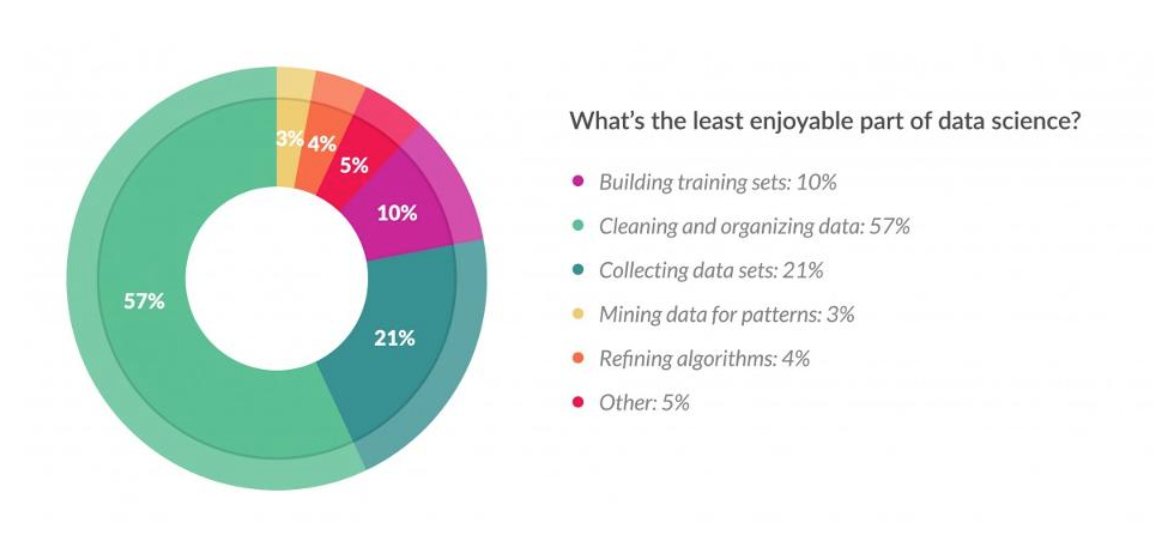 3%
4%
5%
10%
57%
21%
What's the least enjoyable part of data science?
Building training sets: 10%
Cleaning and organizing data: 57%
Collecting data sets: 21%
Mining data for patterns: 3%
Refining algorithms: 4%
Other: 5%